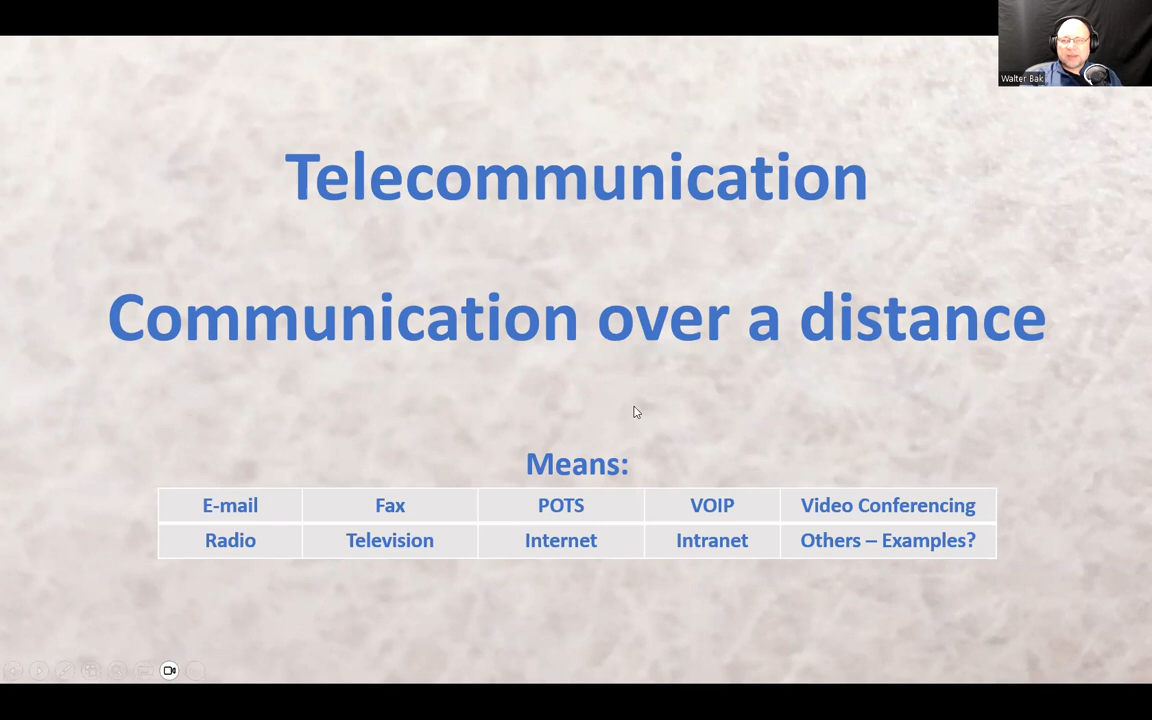 Walter Bak
Telecommunication
Communication over a distance
Means:
E-mail Fax POTS VOIP Video Conferencing
Radio Television Internet Intranet Others – Examples?